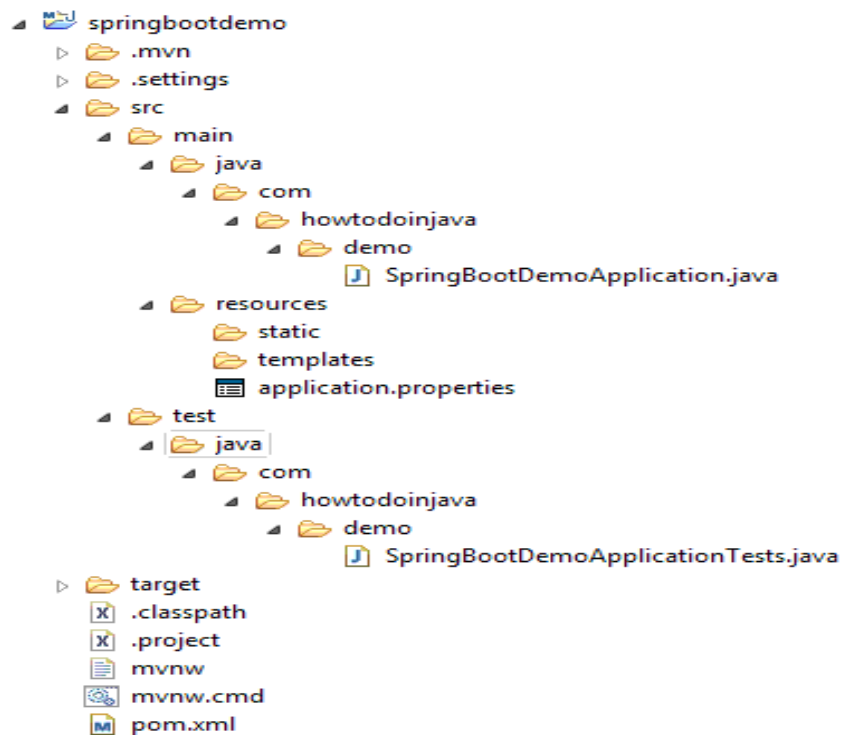 springbootdemo
.mvn
.settings
src
main
java
com
howtodoinjava
demo
SpringBootDemoApplication.java
resources
static
templates
application.properties
test
java
com
howtodoinjava
demo
SpringBootDemoApplicationTests.java
target
.classpath
.project
mvnw
mvnw.cmd
pom.xml